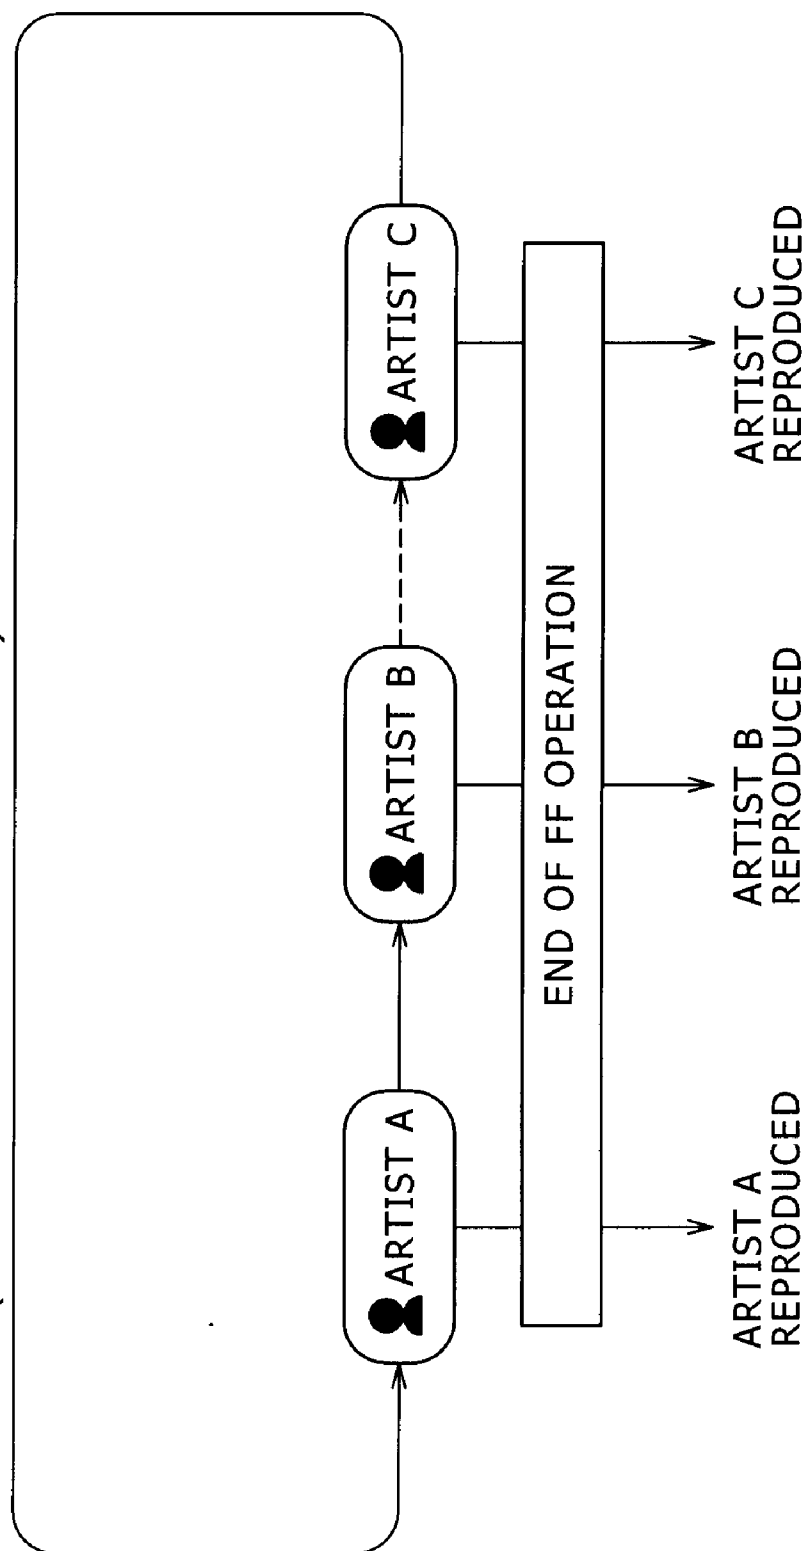 ARTIST A
ARTIST B
ARTIST C
END OF FF OPERATION
ARTIST A
REPRODUCED
ARTIST B
REPRODUCED
ARTIST C
REPRODUCED